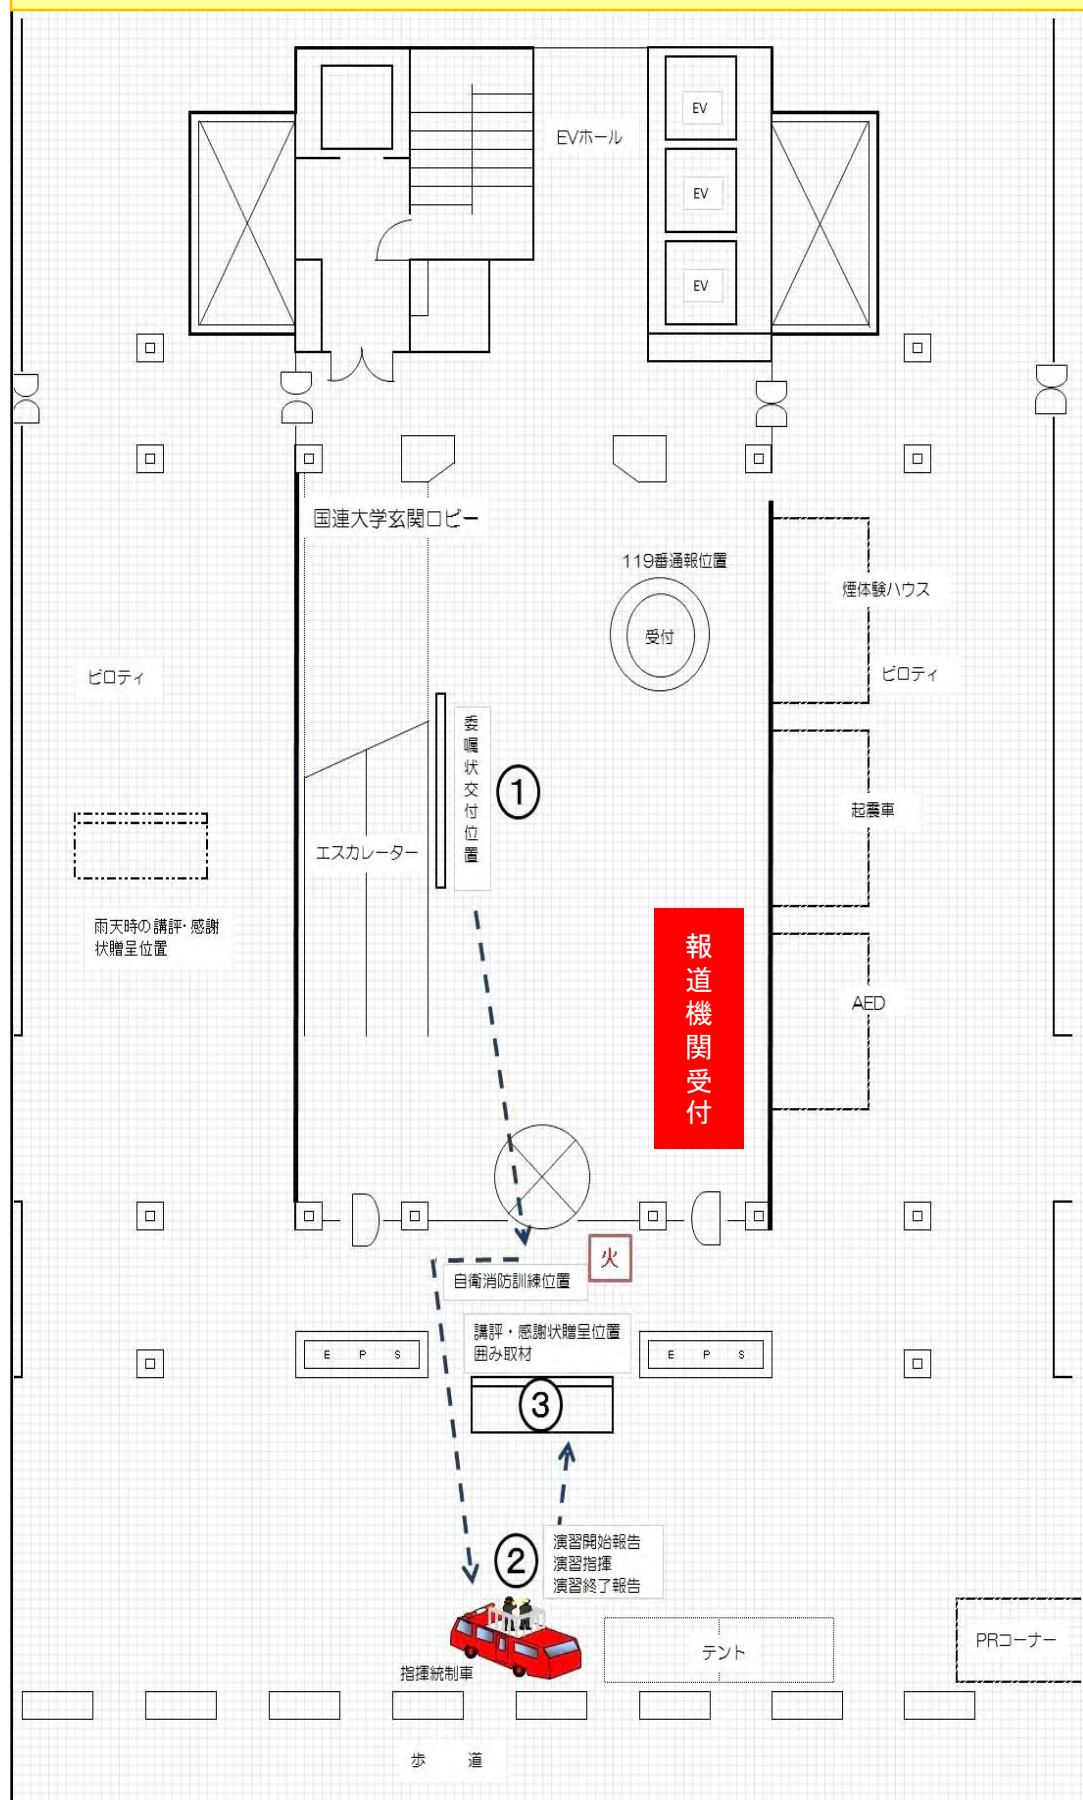 EVホール
EV
EV
EV
国連大学玄関ロビー
119番通報位置
受付
煙体験ハウス
ピロティ
ピロティ
委嘱状交付位置
①
起震車
エスカレーター
雨天時の講評・感謝
状贈呈位置
報道機関受付
AED
火
自衛消防訓練位置
講評・感謝状贈呈位置
囲み取材
E P S
E P S
③
②
演習開始報告
演習指揮
演習終了報告
指揮統制車
テント
PRコーナー
歩 道